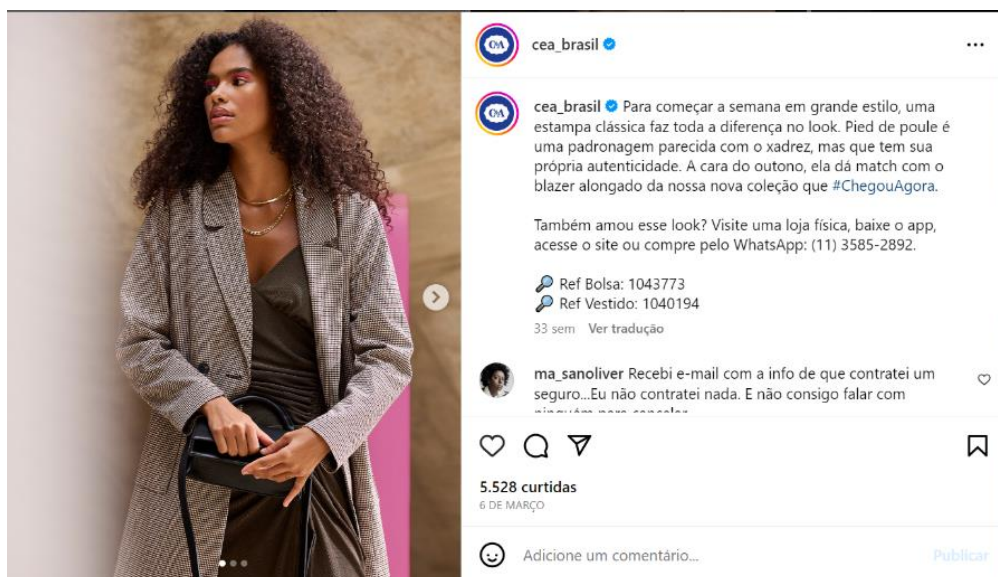 C&A
cea_brasil
C&A
cea_brasil Para começar a semana em grande estilo, uma
estampa clássica faz toda a diferença no look. Pied de poule é
uma padronagem parecida com o xadrez, mas que tem sua
própria autenticidade. A cara do outono, ela dá match com o
blazer alongado da nossa nova coleção que #ChegouAgora.
Também amou esse look? Visite uma loja física, baixe o app,
acesse o site ou compre pelo WhatsApp: (11) 3585-2892.
Ref Bolsa: 1043773
Ref Vestido: 1040194
33 sem Ver tradução
ma_sanoliver Recebi e-mail com a info de que contratei um
seguro...Eu não contratei nada. E não consigo falar com
5.528 curtidas
6 DE MARÇO
Adicione um comentário...
Publicar